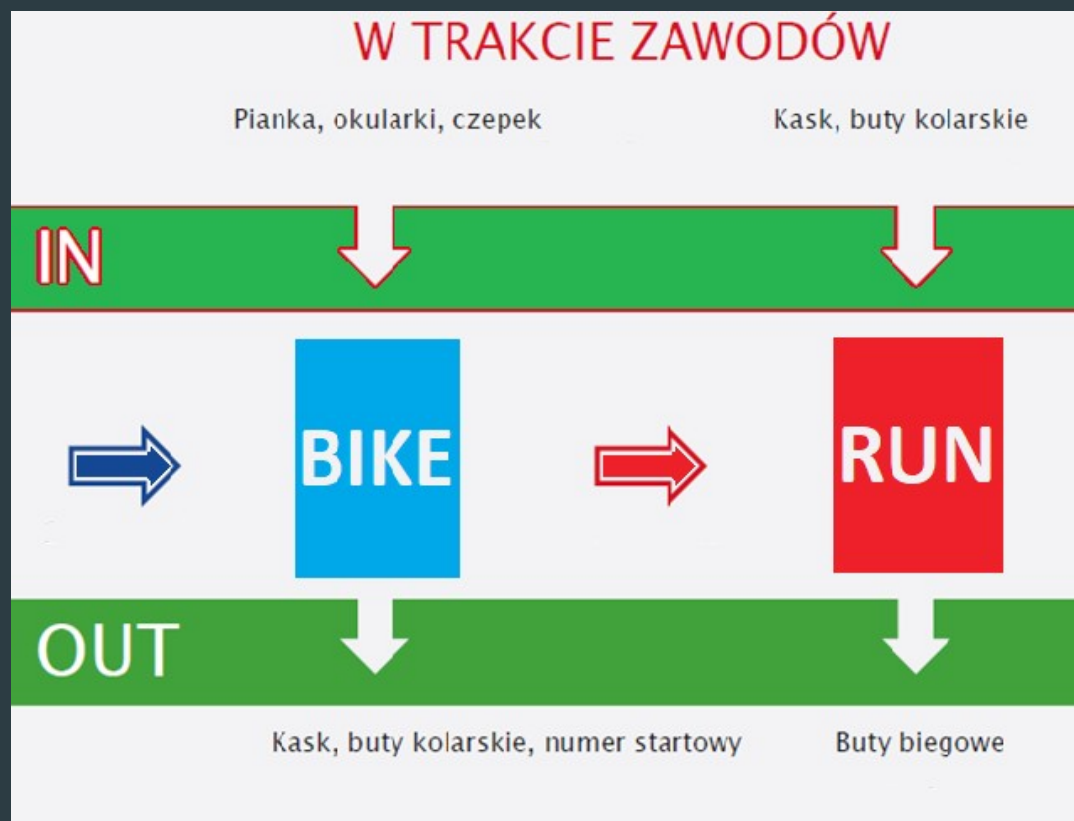 W TRAKCIE ZAWODÓW
Pianka, okularki, czepek
Kask, buty kolarskie
IN
BIKE
RUN
OUT
Kask, buty kolarskie, numer startowy
Buty biegowe